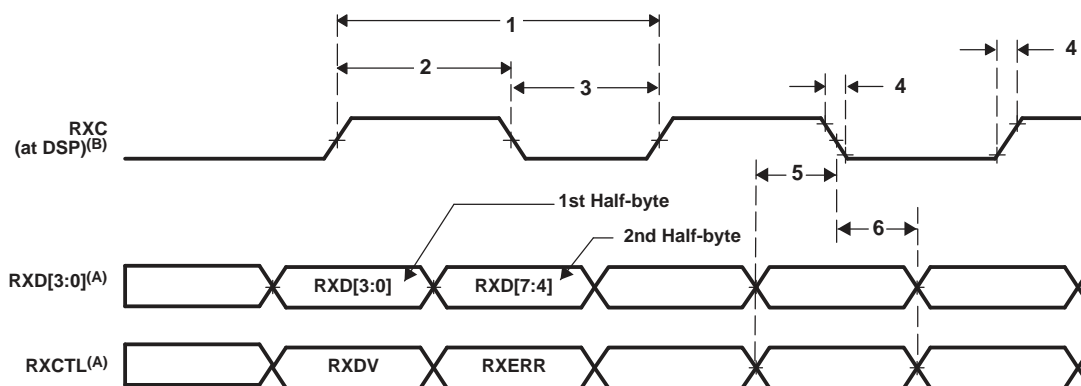 1
2
3
4
4
RXC
(at DSP)(B)
5
6
1st Half-byte
2nd Half-byte
RXD[3:0](A)
RXD[3:0]
RXD[7:4]
RXCTL(A)
RXDV
RXERR